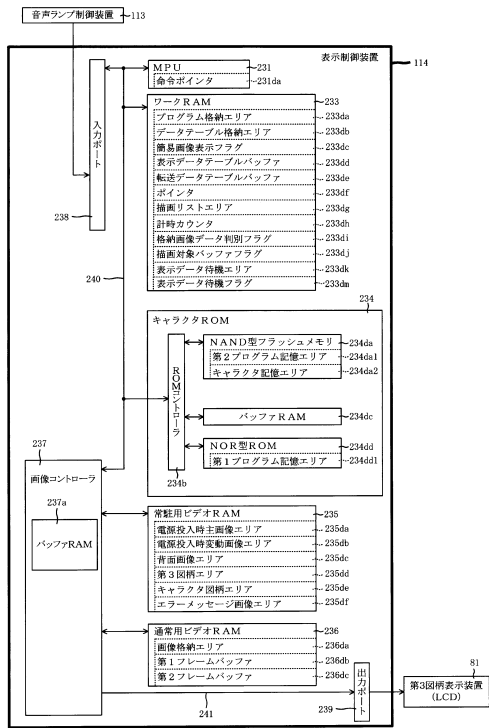 音声ランプ制御装置
113
表示制御装置
114
MPU
231
命令ポインタ
231da
入力ポート
238
ワークRAM
233
プログラム格納エリア
233da
データテーブル格納エリア
233db
簡易画像表示フラグ
233dc
表示データテーブルバッファ
233dd
転送データテーブルバッファ
233de
ポインタ
233df
描画リストエリア
233dg
計時カウンタ
233dh
格納画像データ判別フラグ
233di
描画対象バッファフラグ
233dj
表示データ待機エリア
233dk
表示データ待機フラグ
233dm
240
234
キャラクタROM
NAND型フラッシュメモリ
234da
第2プログラム記憶エリア
234da1
キャラクタ記憶エリア
234da2
ROMコントローラ
234b
バッファRAM
234dc
NOR型ROM
234dd
第1プログラム記憶エリア
234dd1
237
画像コントローラ
237a
バッファRAM
常駐用ビデオRAM
235
電源投入時主画像エリア
235da
電源投入時変動画像エリア
235db
背面画像エリア
235dc
第3図柄エリア
235dd
キャラクタ図柄エリア
235de
エラーメッセージ画像エリア
235df
通常用ビデオRAM
236
画像格納エリア
236da
第1フレームバッファ
236db
第2フレームバッファ
236dc
241
出力ポート
239
81
第3図柄表示装置
(LCD)